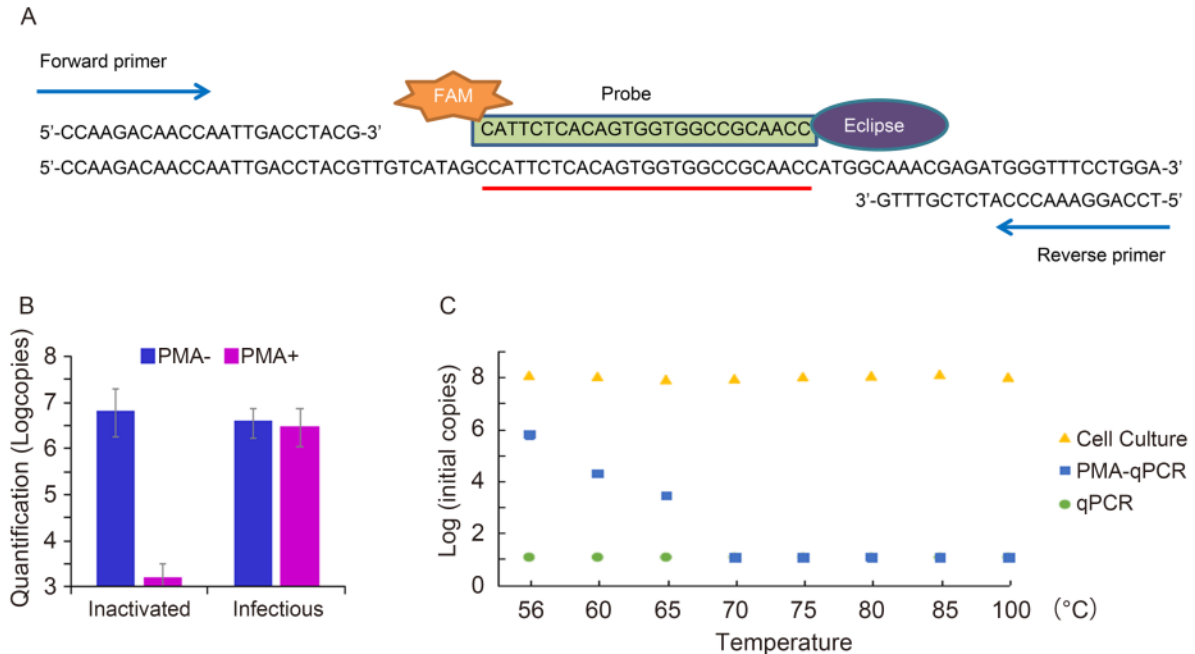 A
Forward primer
FAM
Probe
CATTCTCACAGTGGTGGCCGCAACC
Eclipse
5’-CCAAGACAACCAATTGACCTACG-3’
5’-CCAAGACAACCAATTGACCTACGTTGTCATAGCCATTCTCACAGTGGTGGCCGCAACCATGGCAAACGAGATGGGTTTCCTGGA-3’
3’-GTTTGCTCTACCCAAAGGACCT-5’
Reverse primer
B
Quantification (Logcopies)
PMA- PMA+
8
7
6
5
4
3
Inactivated Infectious
C
Log (initial copies)
10
8
6
4
2
0
56 60 65 70 75 80 85 100 (°C)
Temperature
Cell Culture
PMA-qPCR
qPCR